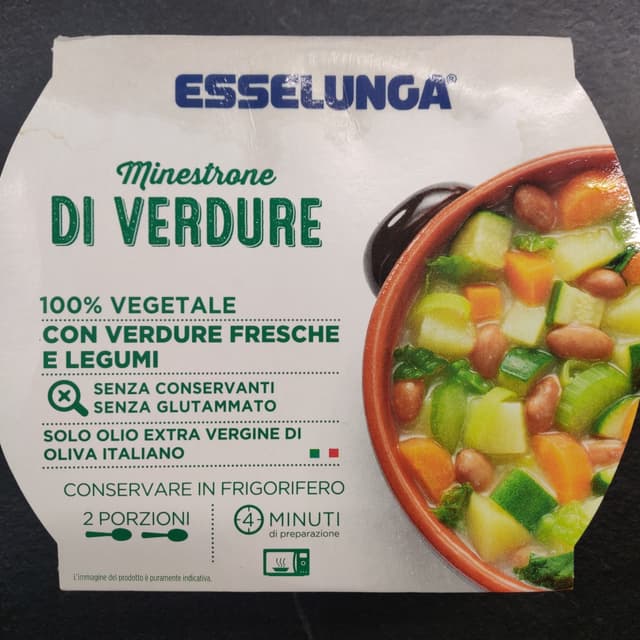 ESSELUNGA®
Minestrone
DI VERDURE
100% VEGETALE
CON VERDURE FRESCHE
E LEGUMI
SENZA CONSERVANTI
SENZA GLUTAMMATO
SOLO OLIO EXTRA VERGINE DI
OLIVA ITALIANO
CONSERVARE IN FRIGORIFERO
2 PORZIONI
4 MINUTI
di preparazione
L'immagine del prodotto è puramente indicativa.